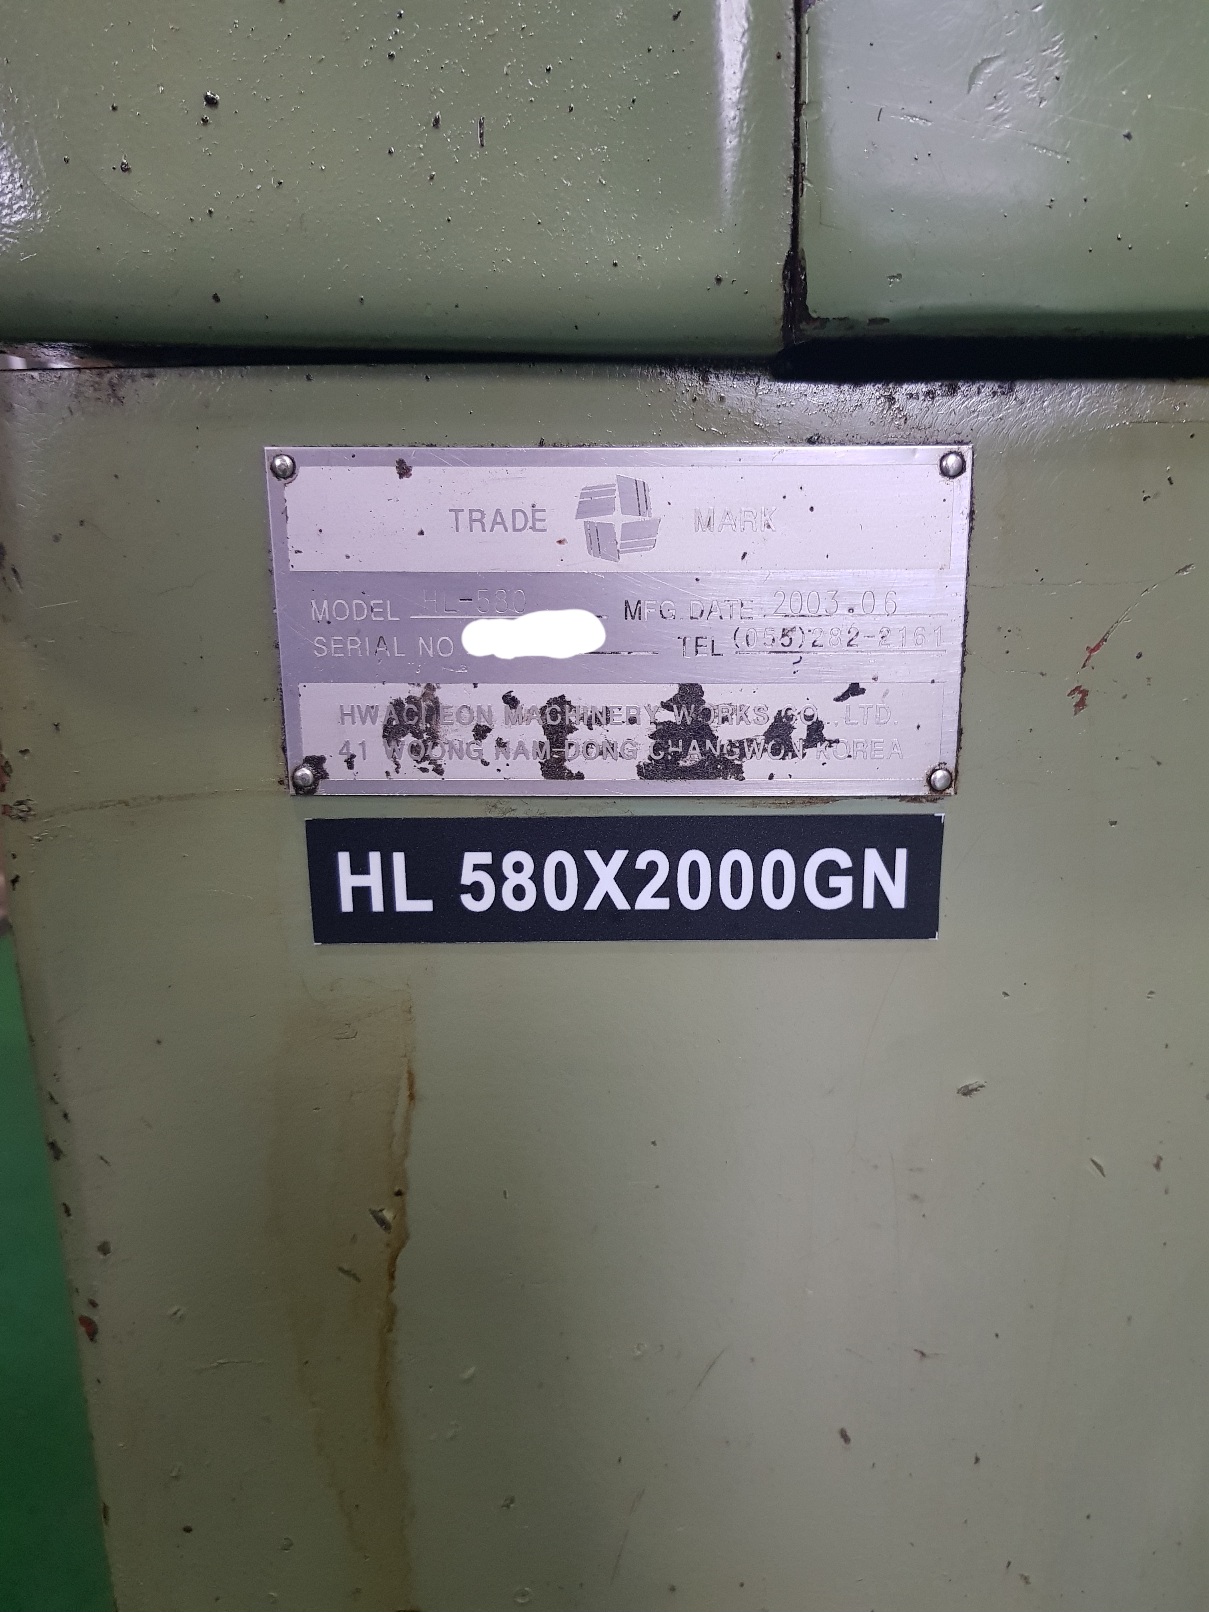 TRADE MARK
MODEL HL-580 MFG.DATE 2003.06
SERIAL NO TEL (055)282-2161
HWACHEON MACHINERY WORKS CO.,LTD.
41 WOONG NAM-DONG CHANGWON KOREA
HL 580X2000GN